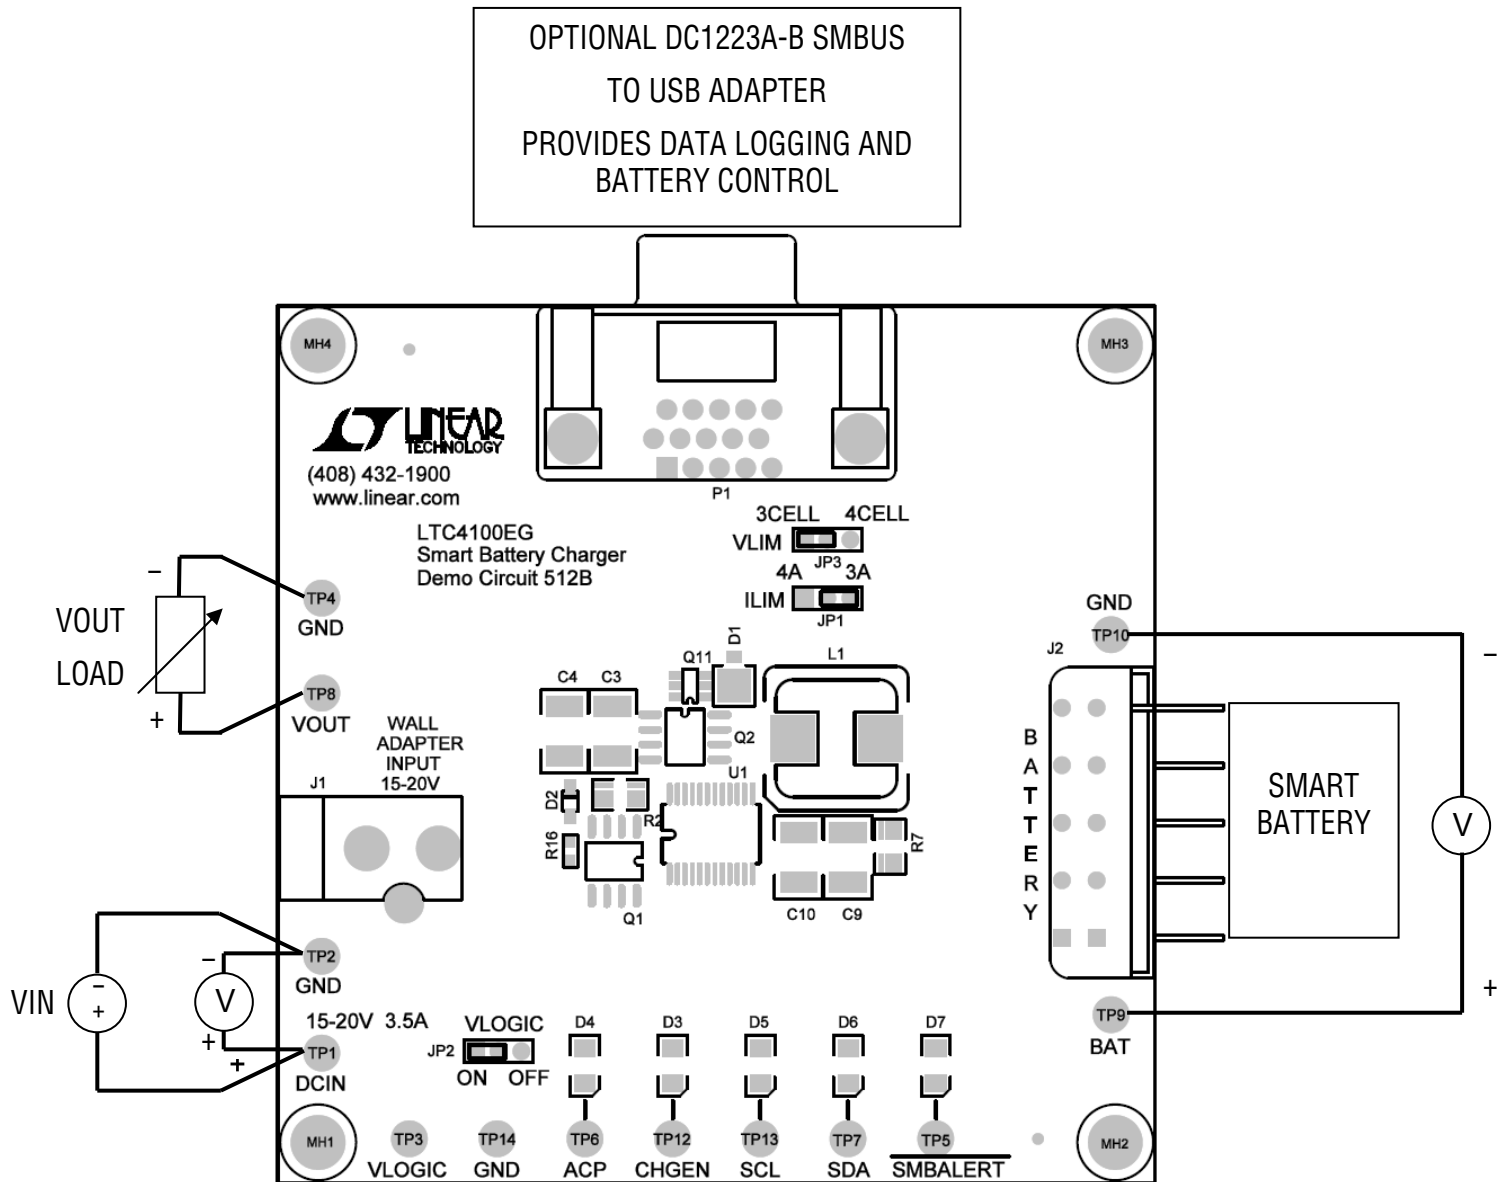 OPTIONAL DC1223A-B SMBUS
TO USB ADAPTER
PROVIDES DATA LOGGING AND
BATTERY CONTROL
MH4
MH3
LINEAR
TECHNOLOGY
(408) 432-1900
www.linear.com
P1
LTC4100EG
Smart Battery Charger
Demo Circuit 512B
3CELL 4CELL
VLIM
JP3
4A 3A
ILIM
JP1
VOUT
LOAD
–
+
TP4
GND
TP8
VOUT
WALL
ADAPTER
INPUT
15-20V
J1
C4
C3
Q11
D1
L1
Q2
U1
D2
R2
R16
Q1
R7
C10
C9
GND
TP10
J2
B
A
T
T
E
R
Y
SMART
BATTERY
–
V
+
TP9
BAT
VIN
–
+
–
V
+
+
TP2
GND
15-20V 3.5A
TP1
DCIN
VLOGIC
JP2
ON OFF
D4
D3
D5
D6
D7
MH1
TP3
VLOGIC
TP14
GND
TP6
ACP
TP12
CHGEN
TP13
SCL
TP7
SDA
TP5
SMBALERT
MH2